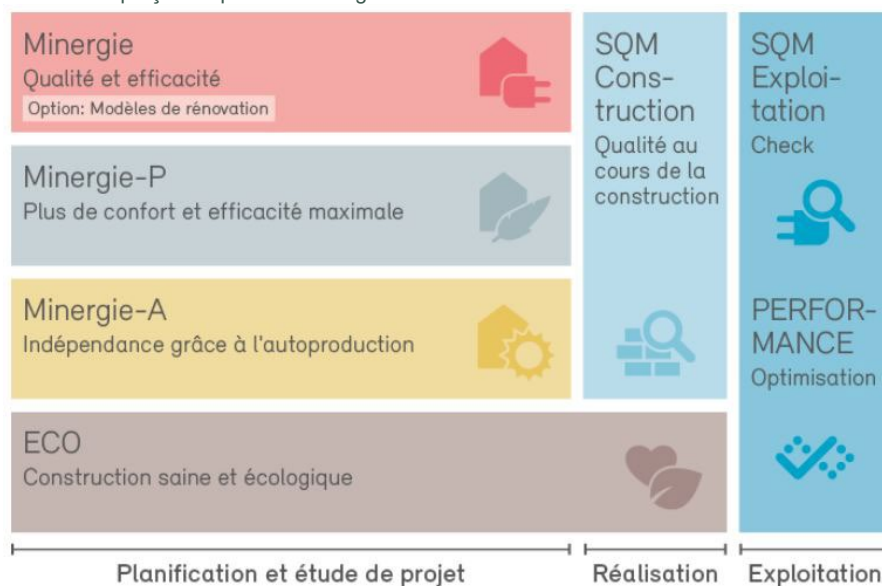 Minergie
Qualité et efficacité
Option: Modèles de rénovation
Minergie-P
Plus de confort et efficacité maximale
Minergie-A
Indépendance grâce à l'autoproduction
ECO
Construction saine et écologique
SQM
Cons-
truction
Qualité au
cours de la
construction
SQM
Exploi-
tation
Check
PERFOR-
MANCE
Optimisation
Planification et étude de projet
Réalisation
Exploitation